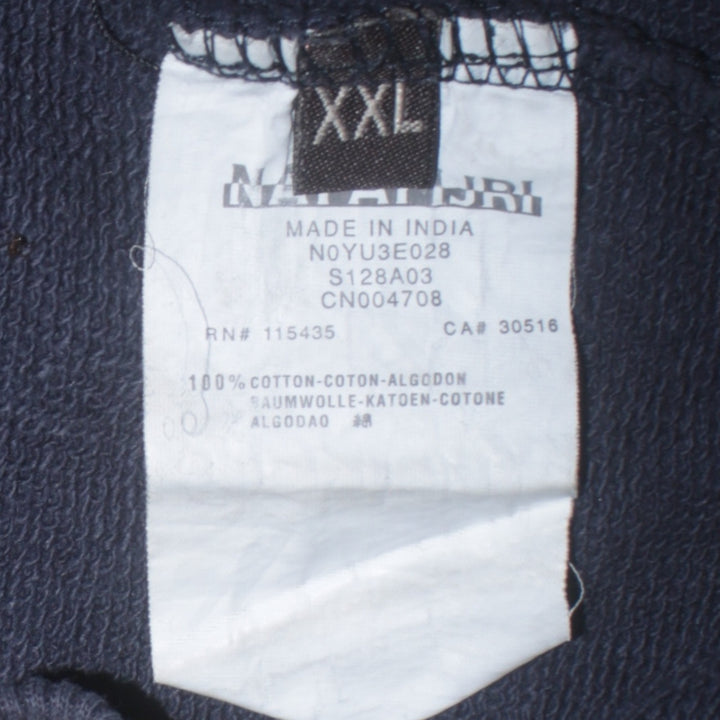 XXL
NAPAPIJRI
MADE IN INDIA
N0YU3E028
S128A03
CN004708
RN# 115435 CA# 30516
100% COTTON-COTON-ALGODON
BAUMWOLLE-KATOEN-COTONE
ALGODAO 綿